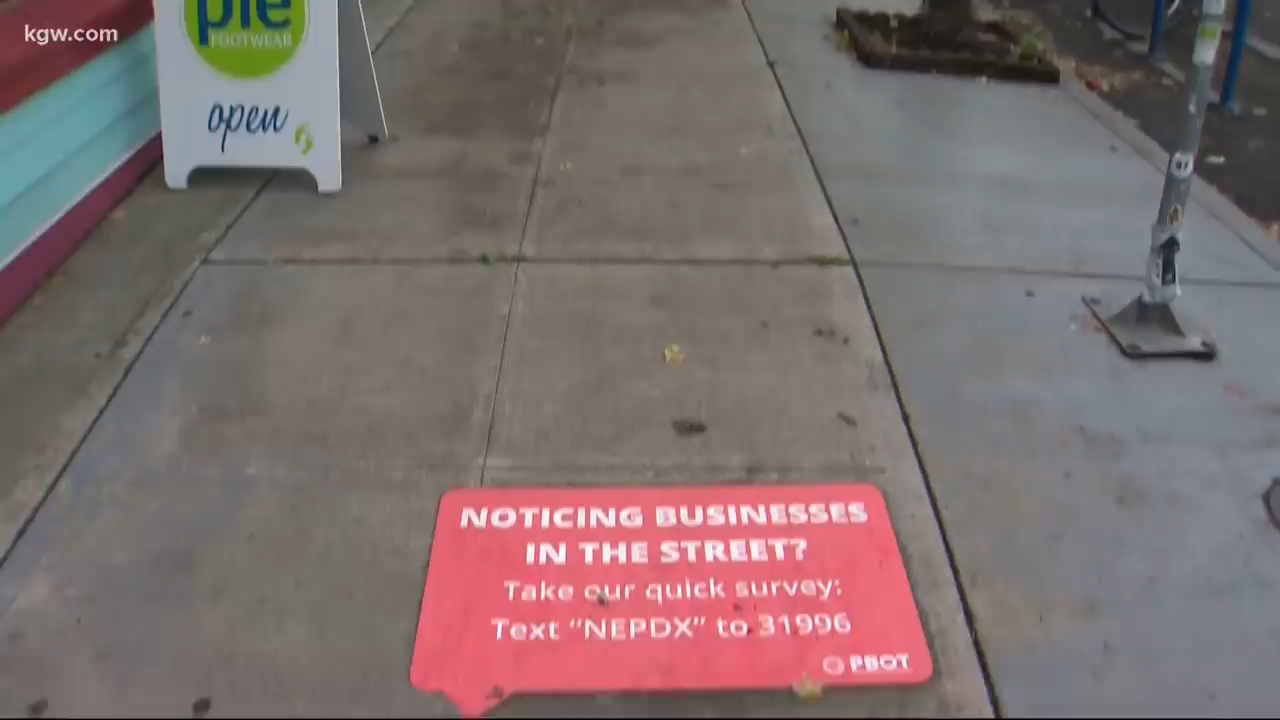 kgw.com
pie
FOOTWEAR
open
NOTICING BUSINESSES
IN THE STREET?
Take our quick survey:
Text “NEPDX” to 31996
PBOT